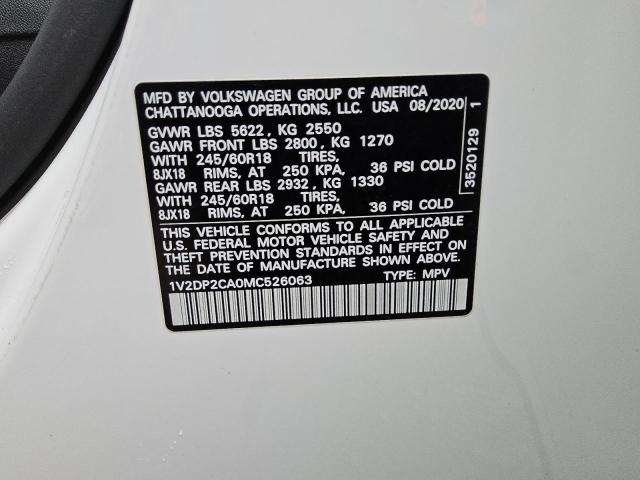 MFD BY VOLKSWAGEN GROUP OF AMERICA
CHATTANOOGA OPERATIONS, LLC. USA 08/2020
GVWR LBS 5622, KG 2550
GAWR FRONT LBS 2800, KG 1270
WITH 245/60R18 TIRES,
8JX18 RIMS, AT 250 KPA, 36 PSI COLD
GAWR REAR LBS 2932, KG 1330
WITH 245/60R18 TIRES,
8JX18 RIMS, AT 250 KPA, 36 PSI COLD
THIS VEHICLE CONFORMS TO ALL APPLICABLE
U.S. FEDERAL MOTOR VEHICLE SAFETY AND
THEFT PREVENTION STANDARDS IN EFFECT ON
THE DATE OF MANUFACTURE SHOWN ABOVE.
1V2DP2CA0MC526063 TYPE: MPV
3520129 1